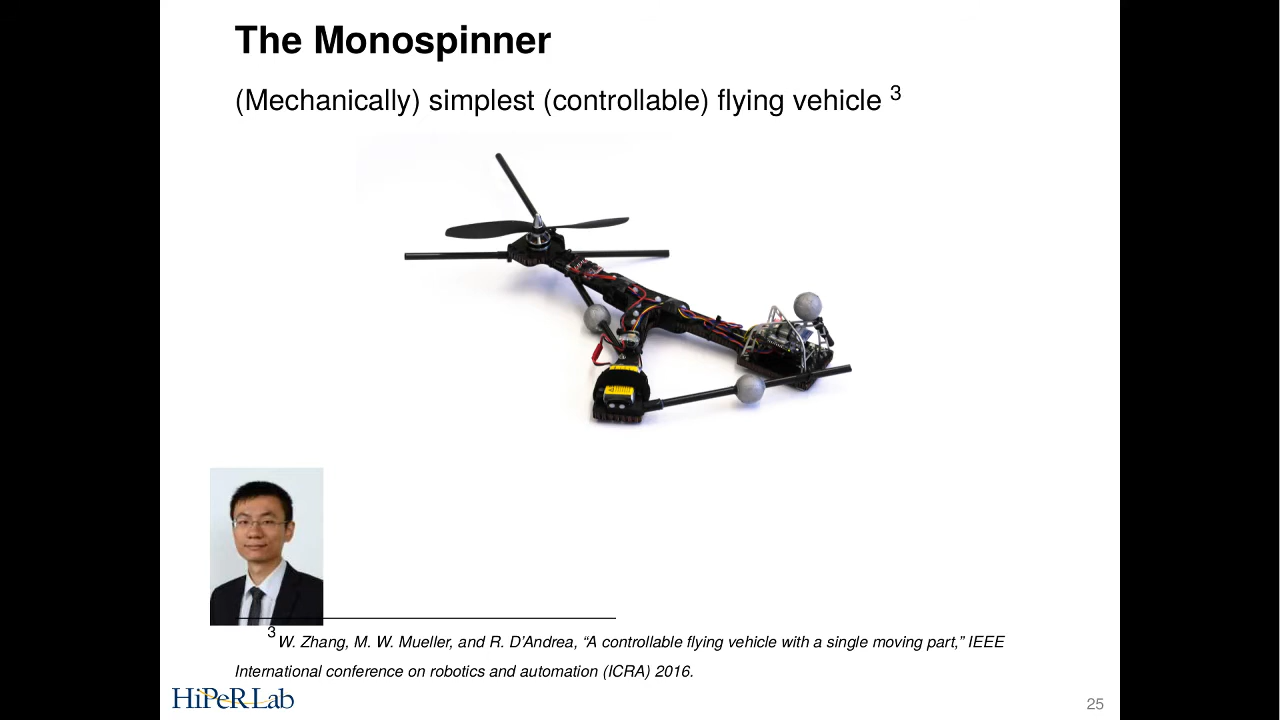 The Monospinner
(Mechanically) simplest (controllable) flying vehicle 3
3 W. Zhang, M. W. Mueller, and R. D’Andrea, “A controllable flying vehicle with a single moving part,” IEEE
International conference on robotics and automation (ICRA) 2016.
HiPeRLab
25